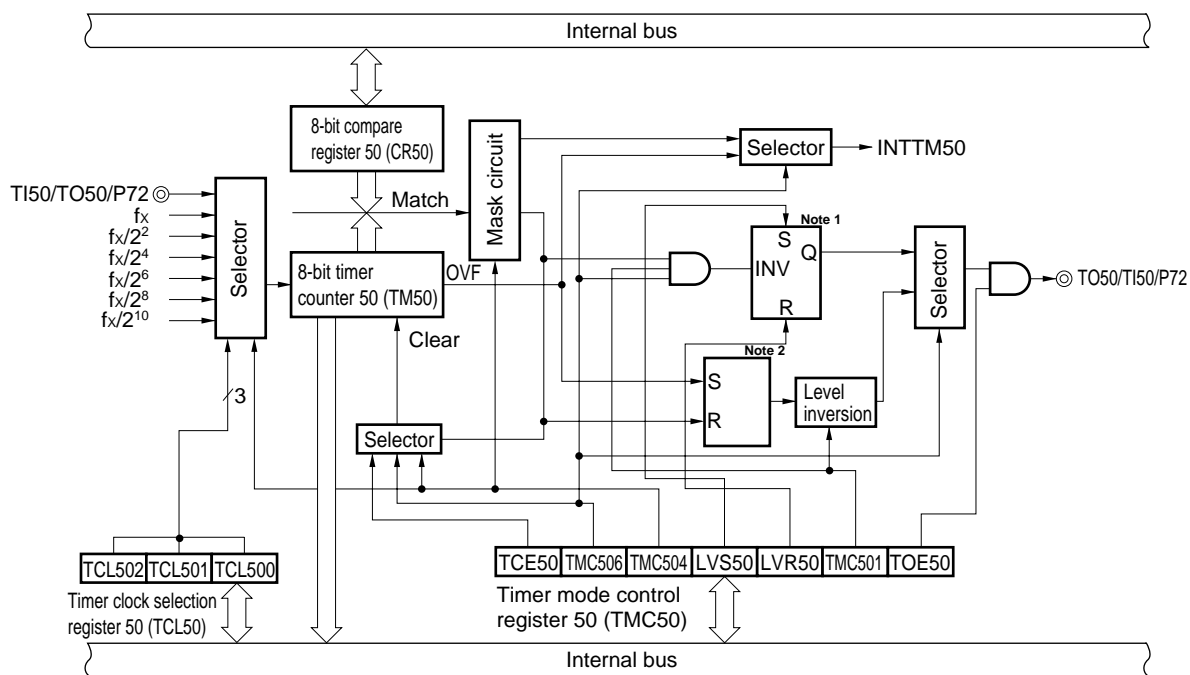 Internal bus
8-bit compare
register 50 (CR50)
Mask circuit
Selector
INTTM50
TI50/TO50/P72
fX
fX/2²
fX/2⁴
fX/2⁶
fX/2⁸
fX/2¹⁰
Selector
Match
8-bit timer
counter 50 (TM50)
OVF
Clear
Note 1
S
Q
INV
R
Selector
TO50/TI50/P72
Note 2
S
R
Level
inversion
3
Selector
TCL502 TCL501 TCL500
Timer clock selection
register 50 (TCL50)
TCE50 TMC506 TMC504 LVS50 LVR50 TMC501 TOE50
Timer mode control
register 50 (TMC50)
Internal bus